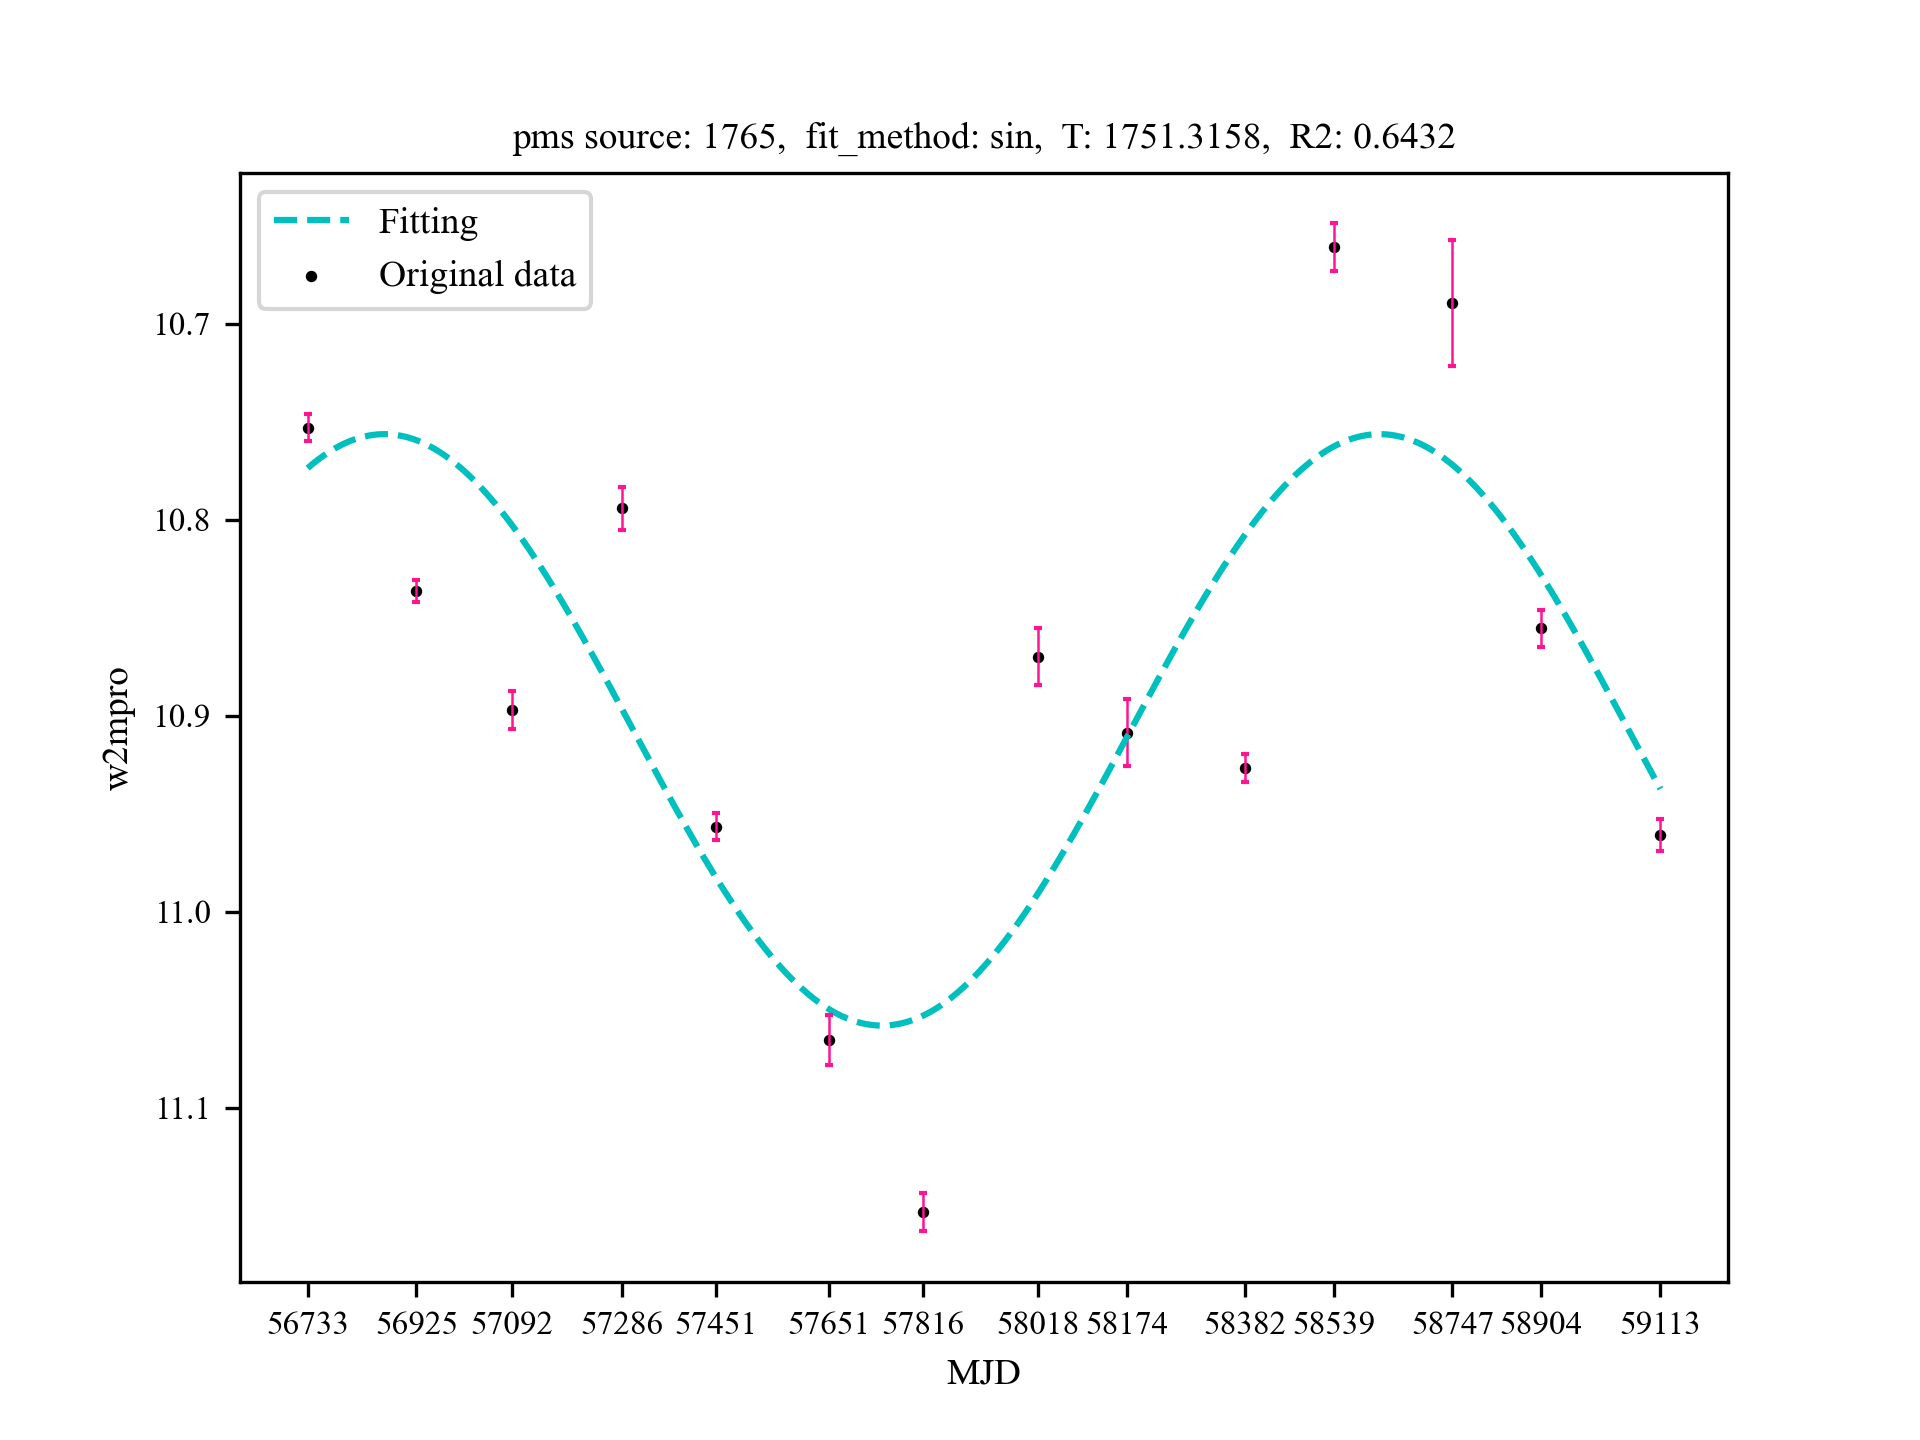 pms source: 1765,  fit_method: sin,  T: 1751.3158,  R2: 0.6432
Fitting
Original data
10.7
10.8
10.9
11.0
11.1
w2mpro
56733 56925 57092 57286 57451 57651 57816 58018 58174 58382 58539 58747 58904 59113
MJD